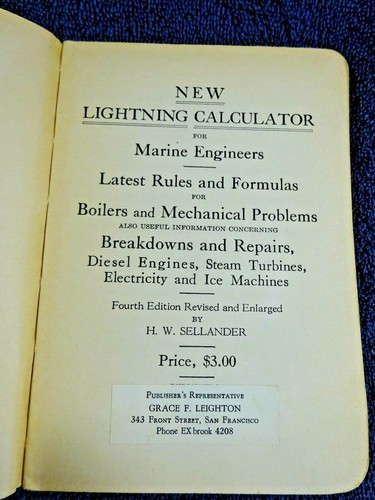 NEW
LIGHTNING CALCULATOR
FOR
Marine Engineers
Latest Rules and Formulas
FOR
Boilers and Mechanical Problems
ALSO USEFUL INFORMATION CONCERNING
Breakdowns and Repairs,
Diesel Engines, Steam Turbines,
Electricity and Ice Machines
Fourth Edition Revised and Enlarged
BY
H. W. SELLANDER
Price, $3.00
PUBLISHER'S REPRESENTATIVE
GRACE F. LEIGHTON
343 FRONT STREET, SAN FRANCISCO
Phone EXbrook 4208